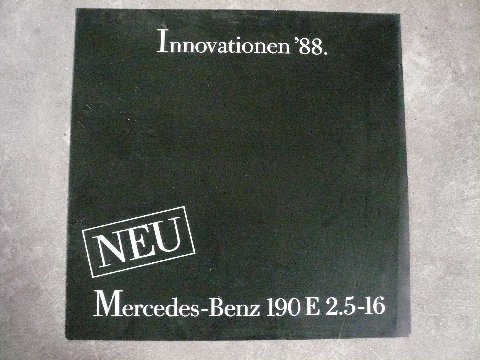 Innovationen '88.
NEU
Mercedes-Benz 190 E 2.5-16